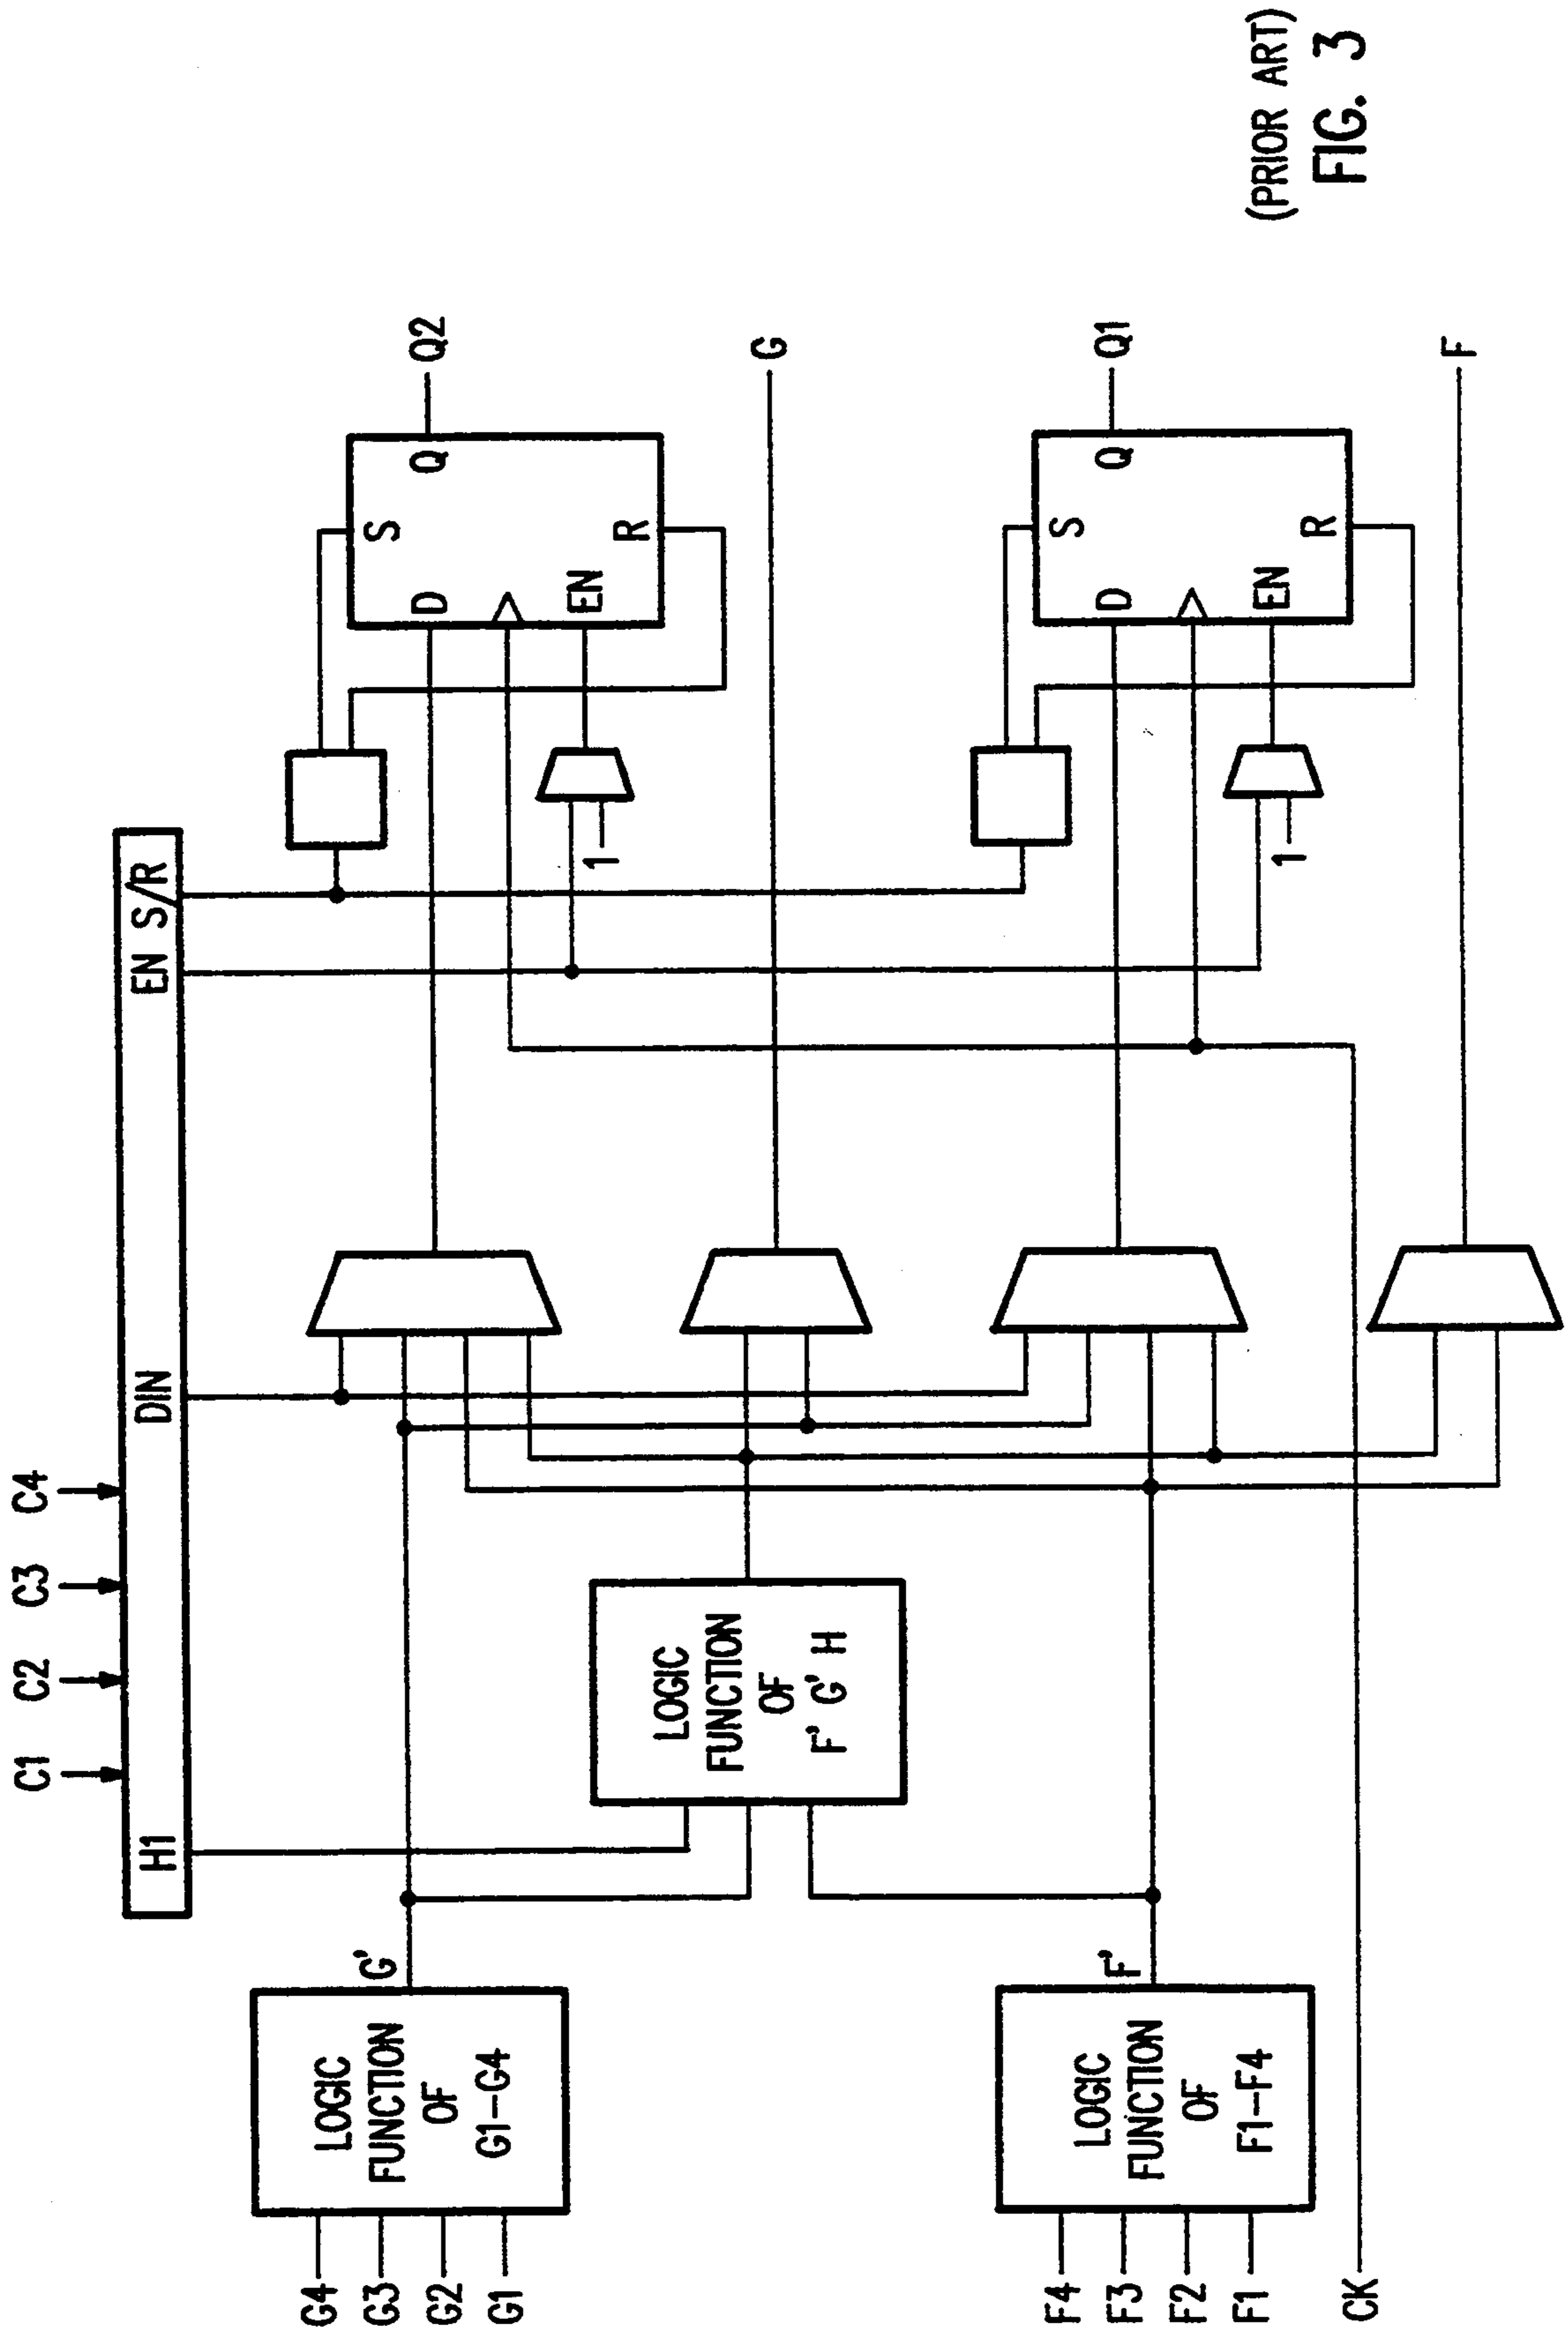 C1
C2
C3
C4
H1
DIN
EN
S/R
G4
G3
G2
G1
LOGIC
FUNCTION
OF
G1-G4
G'
LOGIC
FUNCTION
OF
F' G' H
F4
F3
F2
F1
LOGIC
FUNCTION
OF
F1-F4
F'
CK
1
S
D
Q
EN
R
Q2
G
1
S
D
Q
EN
R
Q1
F
(PRIOR ART)
FIG. 3